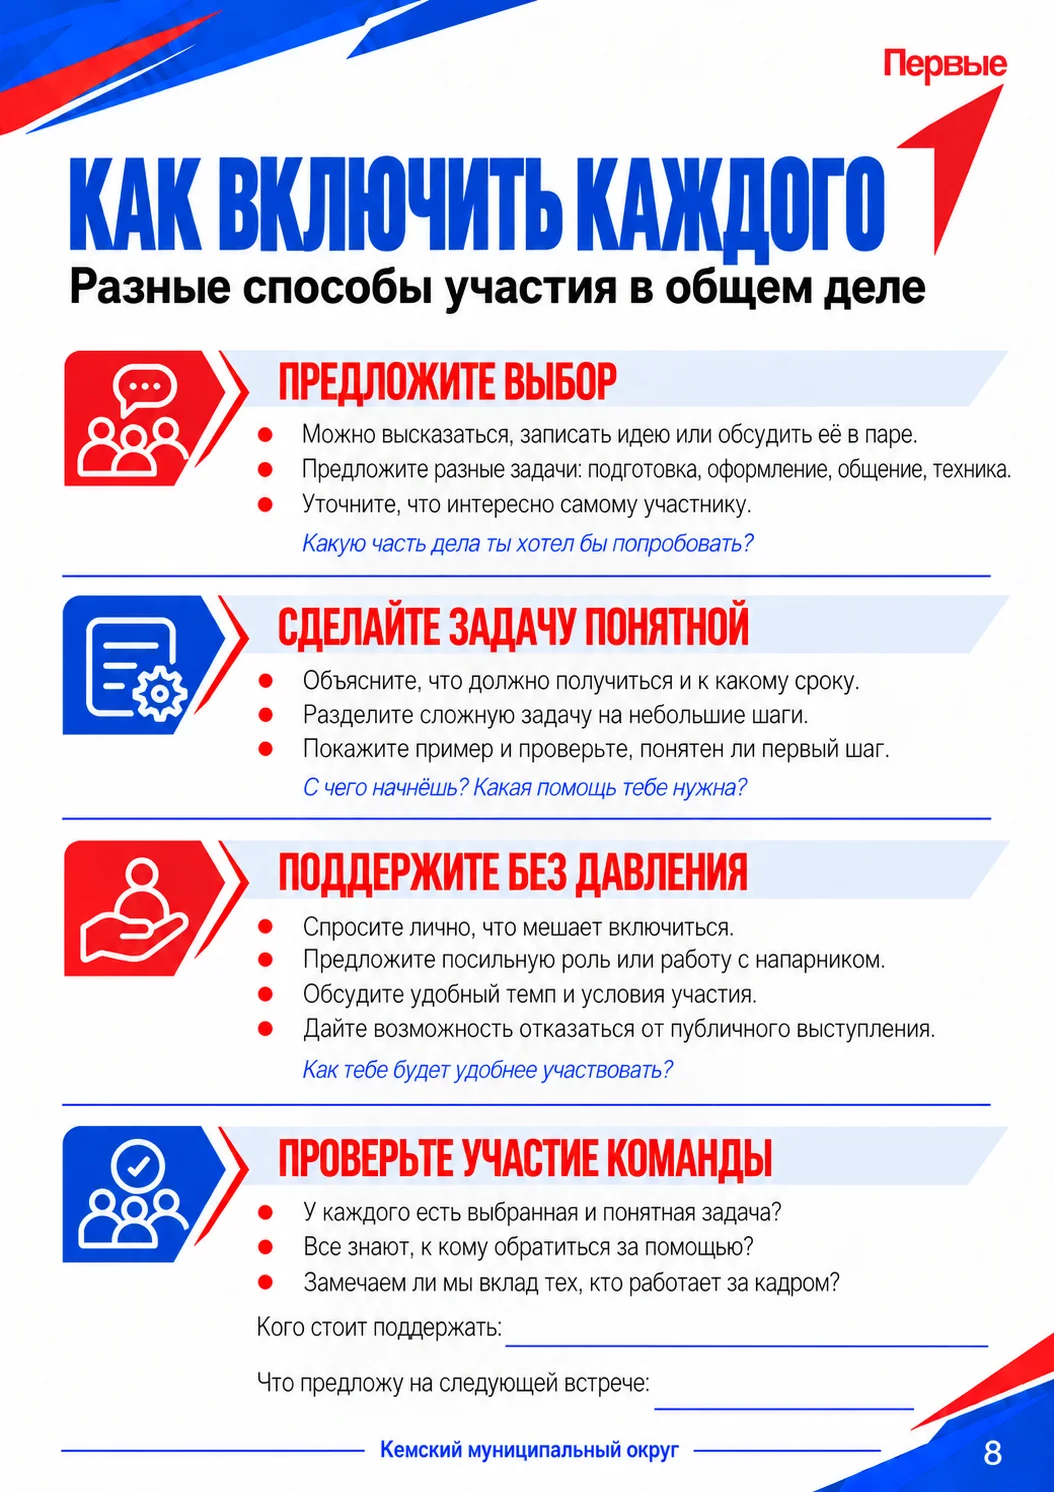 Первые
КАК ВКЛЮЧИТЬ КАЖДОГО
Разные способы участия в общем деле
ПРЕДЛОЖИТЕ ВЫБОР
● Можно высказаться, записать идею или обсудить её в паре.
● Предложите разные задачи: подготовка, оформление, общение, техника.
● Уточните, что интересно самому участнику.
Какую часть дела ты хотел бы попробовать?
СДЕЛАЙТЕ ЗАДАЧУ ПОНЯТНОЙ
● Объясните, что должно получиться и к какому сроку.
● Разделите сложную задачу на небольшие шаги.
● Покажите пример и проверьте, понятен ли первый шаг.
С чего начнёшь? Какая помощь тебе нужна?
ПОДДЕРЖИТЕ БЕЗ ДАВЛЕНИЯ
● Спросите лично, что мешает включиться.
● Предложите посильную роль или работу с напарником.
● Обсудите удобный темп и условия участия.
● Дайте возможность отказаться от публичного выступления.
Как тебе будет удобнее участвовать?
ПРОВЕРЬТЕ УЧАСТИЕ КОМАНДЫ
● У каждого есть выбранная и понятная задача?
● Все знают, к кому обратиться за помощью?
● Замечаем ли мы вклад тех, кто работает за кадром?
Кого стоит поддержать:
Что предложу на следующей встрече:
Кемский муниципальный округ
8